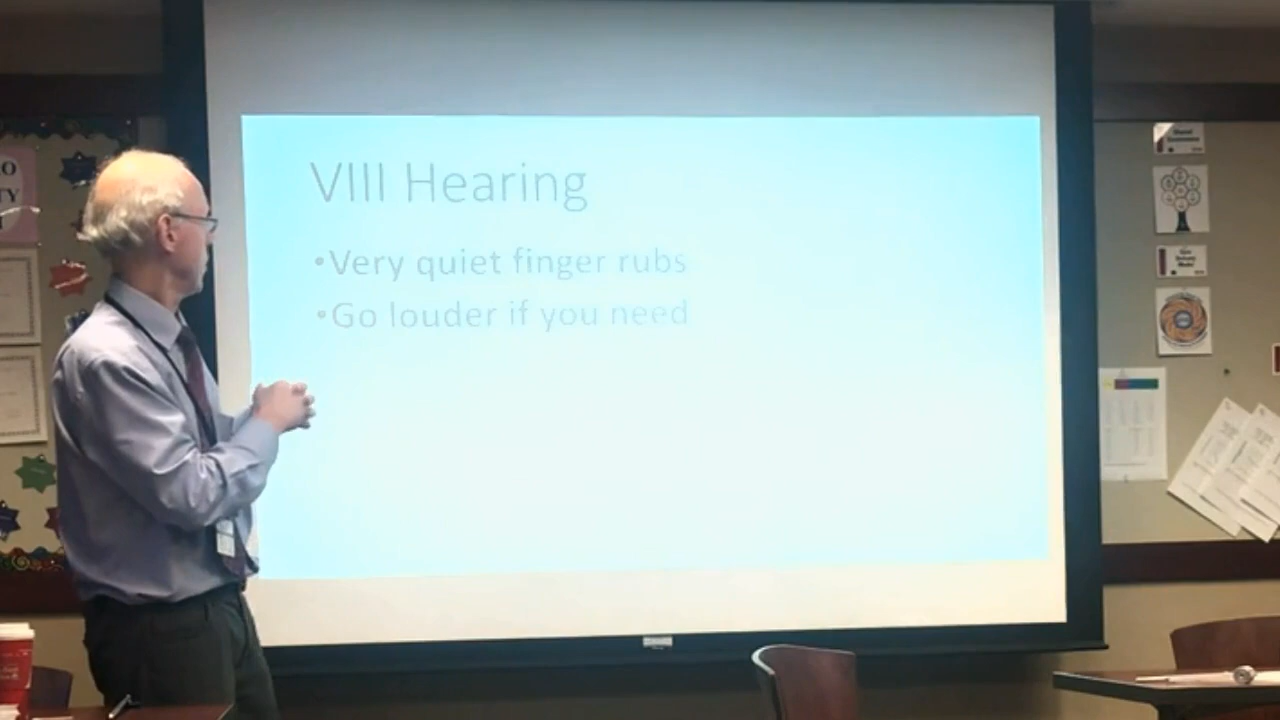 VIII Hearing
•Very quiet finger rubs
•Go louder if you need